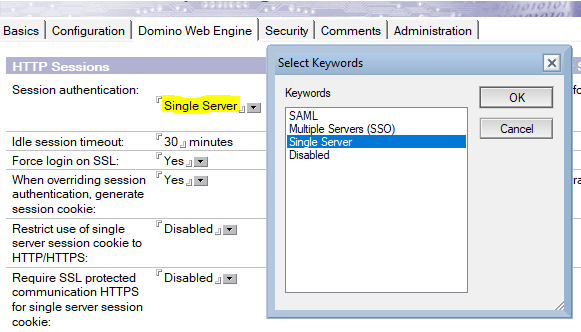 Basics Configuration Domino Web Engine Security Comments Administration
HTTP Sessions
Session authentication:
Single Server
Idle session timeout: 30 minutes
Force login on SSL: Yes
When overriding session Yes
authentication, generate
session cookie:
Restrict use of single Disabled
server session cookie to
HTTP/HTTPS:
Require SSL protected Disabled
communication HTTPS
for single server session
cookie:
Select Keywords
Keywords
SAML
Multiple Servers (SSO)
Single Server
Disabled
OK
Cancel